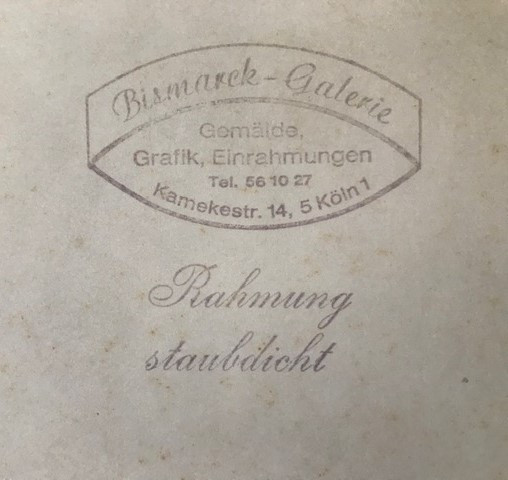 Bismarck-Galerie
Gemälde,
Grafik, Einrahmungen
Tel. 56 10 27
Kamekestr. 14, 5 Köln 1
Rahmung
staubdicht